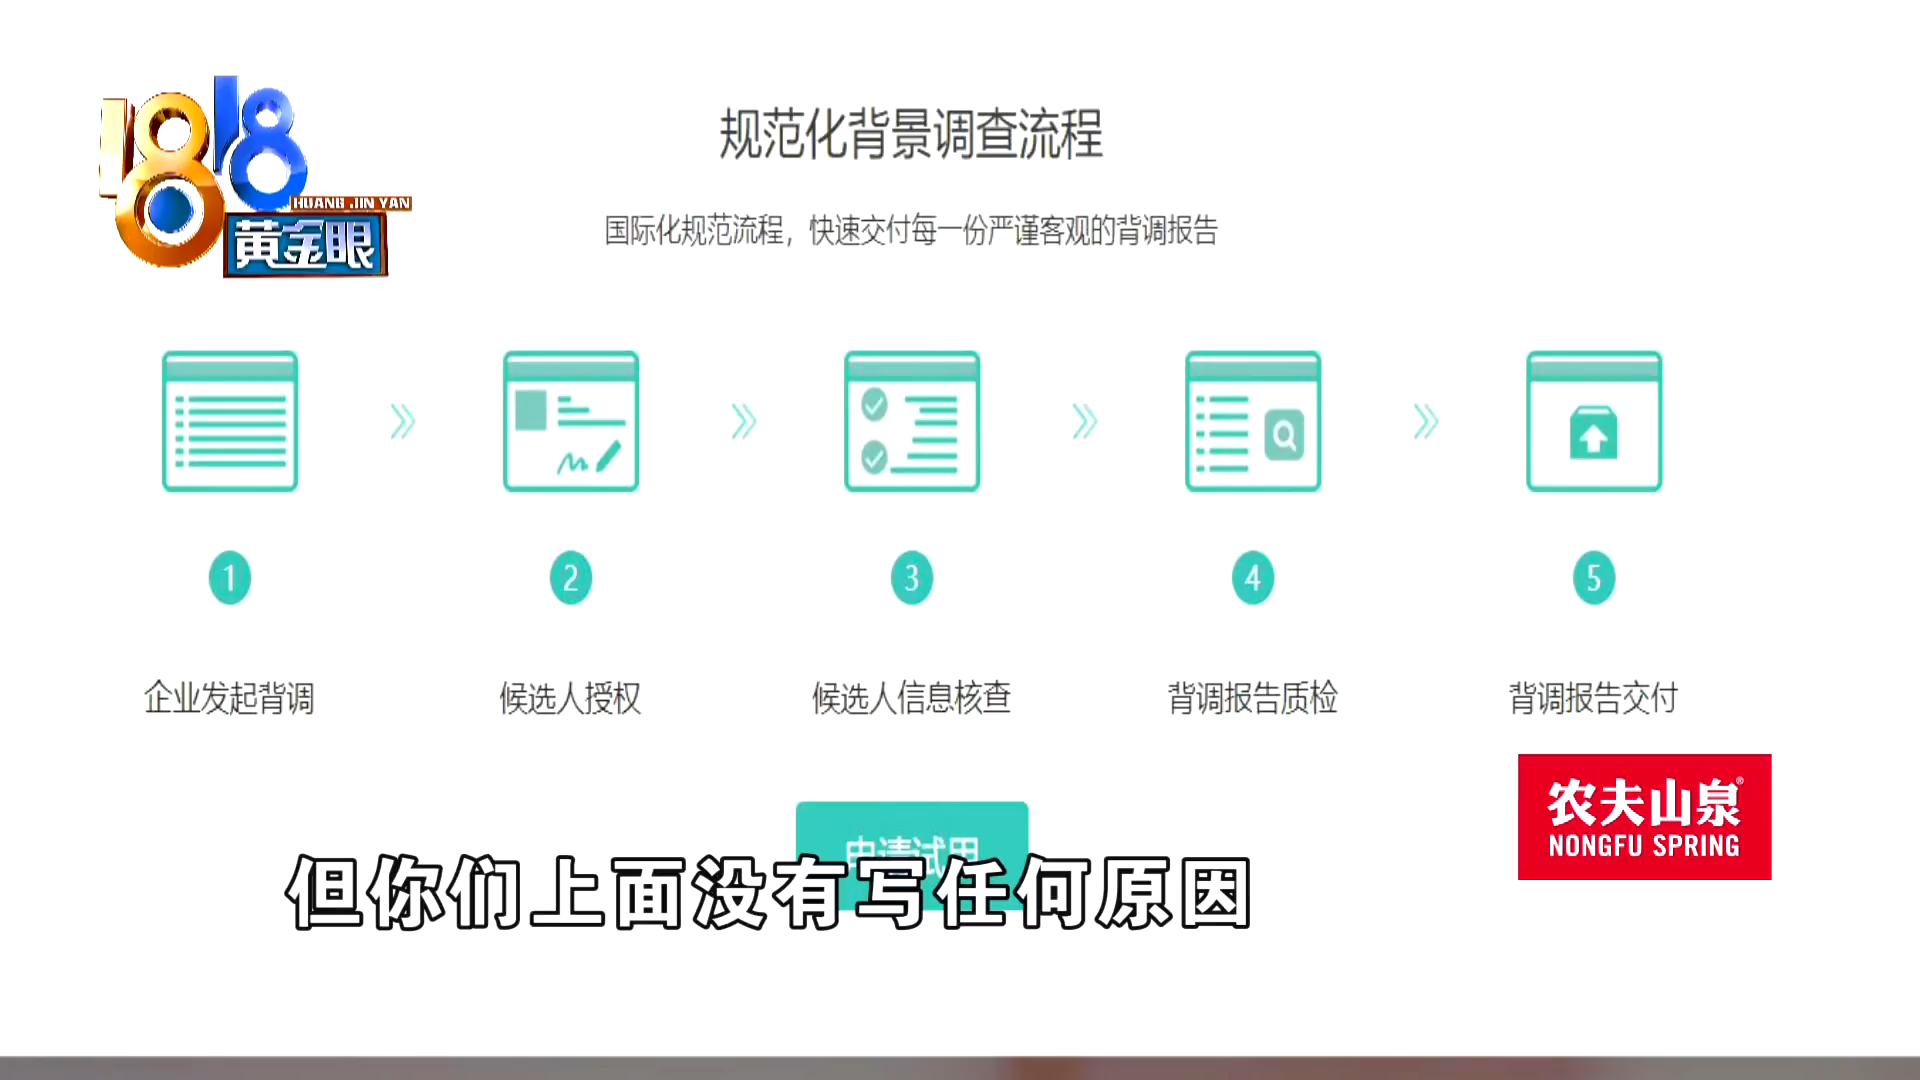 1818
HUANG JIN YAN
黄金眼
规范化背景调查流程
国际化规范流程，快速交付每一份严谨客观的背调报告
1
2
3
4
5
企业发起背调
候选人授权
候选人信息核查
背调报告质检
背调报告交付
农夫山泉®
NONGFU SPRING
申请试用
但你们上面没有写任何原因